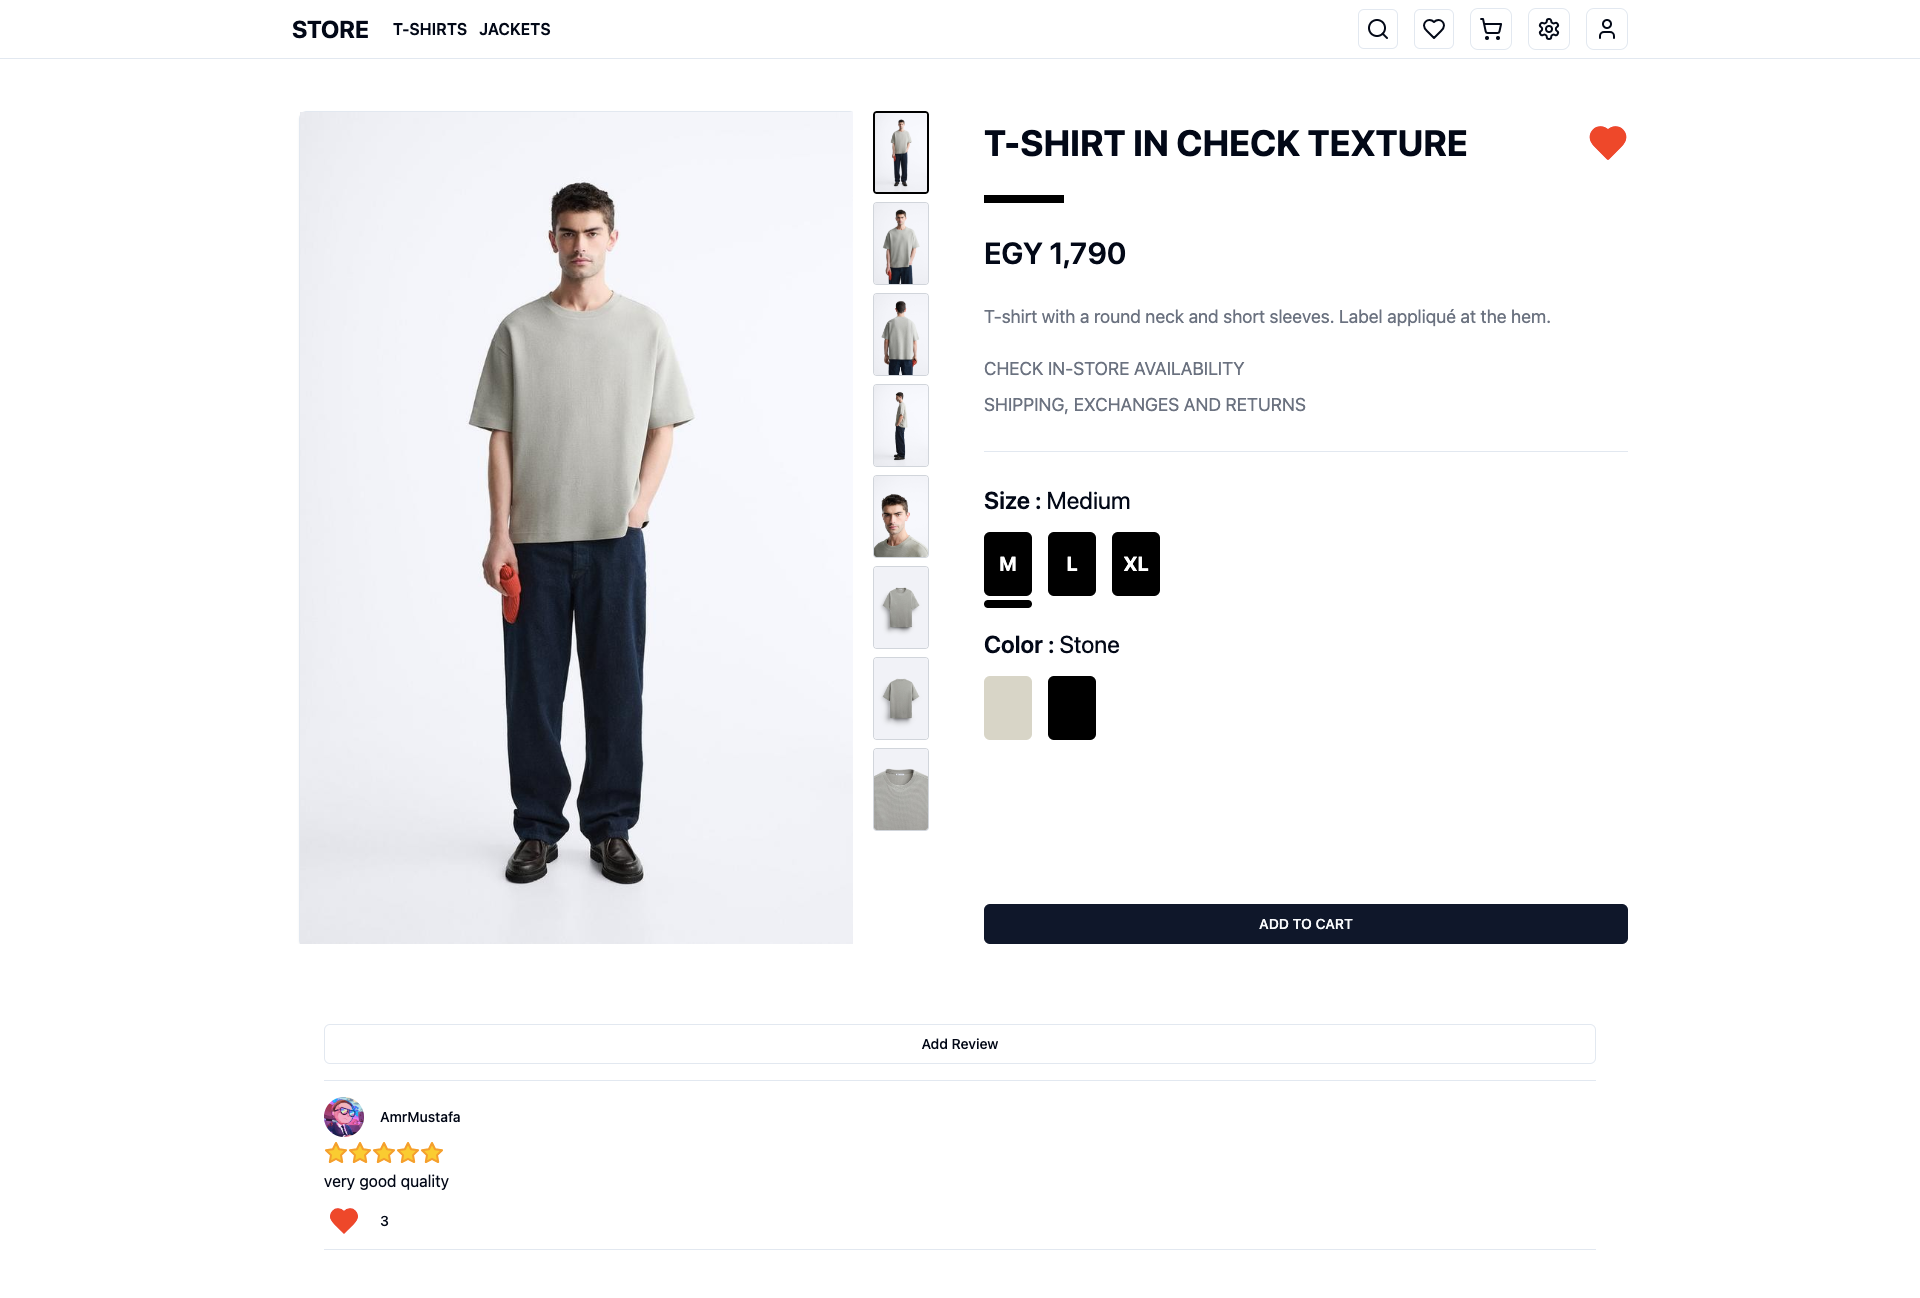 STORE
T-SHIRTS JACKETS
T-SHIRT IN CHECK TEXTURE
EGY 1,790
T-shirt with a round neck and short sleeves. Label appliqué at the hem.
CHECK IN-STORE AVAILABILITY
SHIPPING, EXCHANGES AND RETURNS
Size : Medium
M L XL
Color : Stone
ADD TO CART
Add Review
AmrMustafa
very good quality
3